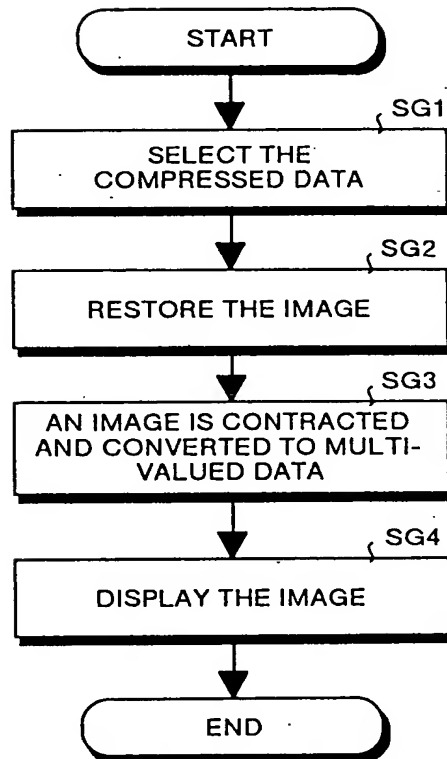 START
SG1
SELECT THE
COMPRESSED DATA
SG2
RESTORE THE IMAGE
SG3
AN IMAGE IS CONTRACTED
AND CONVERTED TO MULTI-
VALUED DATA
SG4
DISPLAY THE IMAGE
END